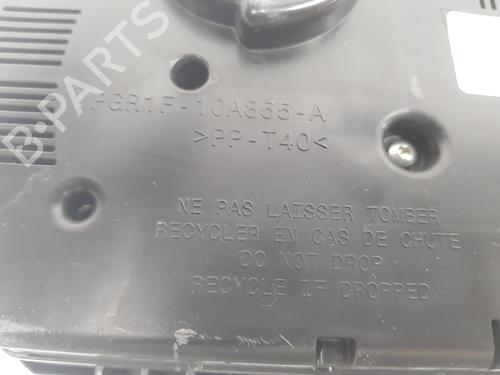 PGR1F-10A855-A
>PP-T40<
NE PAS LAISSER TOMBER
RECYCLER EN CAS DE CHUTE
DO NOT DROP
RECYCLE IF DROPPED